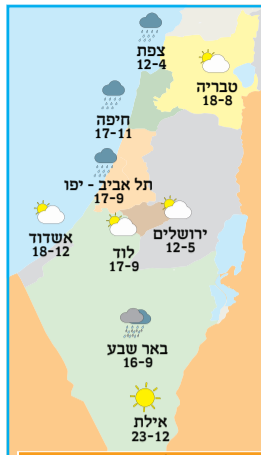 צפת
12-4
טבריה
18-8
חיפה
17-11
תל אביב - יפו
17-9
אשדוד
18-12
ירושלים
12-5
לוד
17-9
באר שבע
16-9
אילת
23-12